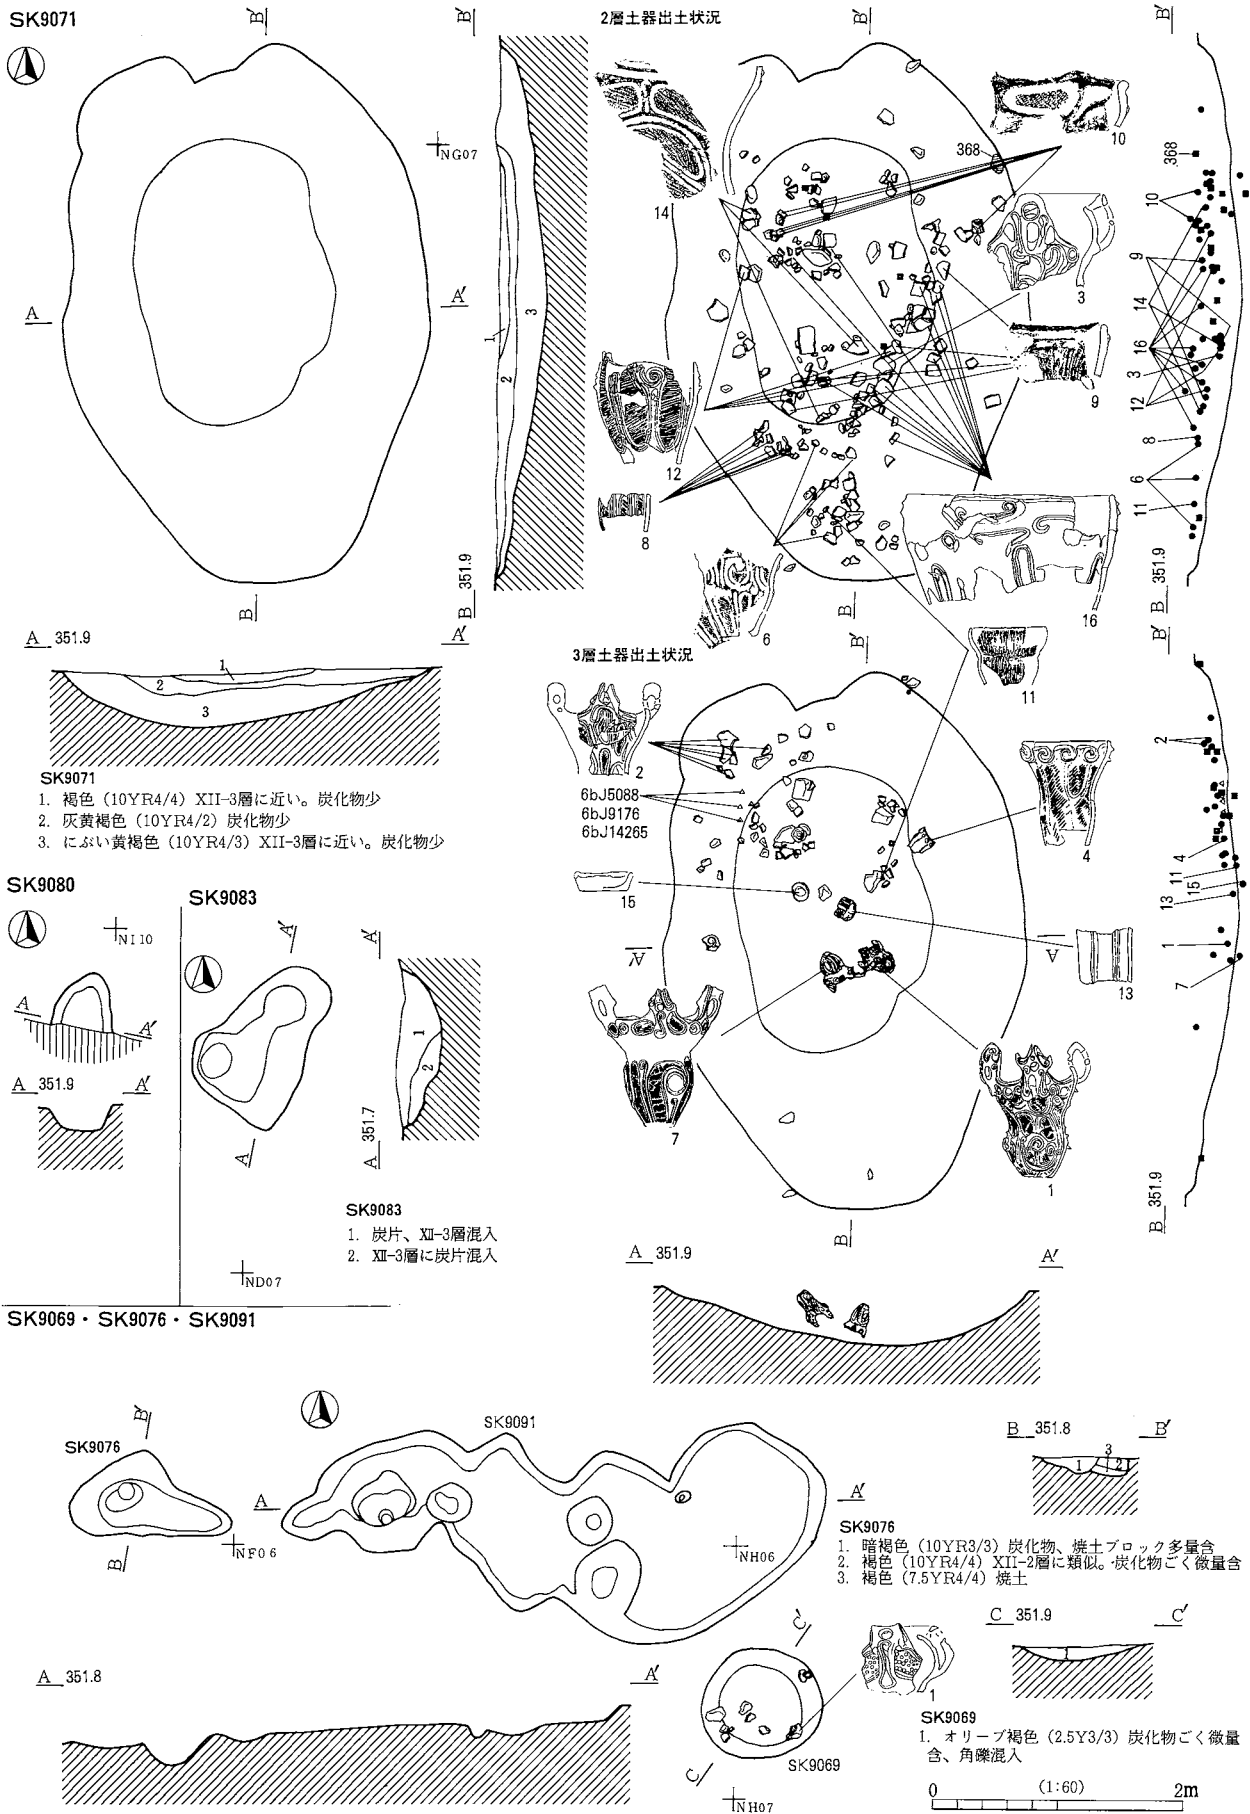 SK9071
B′
B′
NG07
A
A′
1
2
3
B
B 351.9
A 351.9
A′
1
2
3
SK9071
1. 褐色 (10YR4/4) XII-3層に近い。炭化物少
2. 灰黄褐色 (10YR4/2) 炭化物少
3. にぶい黄褐色 (10YR4/3) XII-3層に近い。炭化物少
2層土器出土状況
B′
B′
14
368
10
3
9
12
8
6
16
11
B
368
10
9
14
16
3
12
8
6
11
B 351.9
3層土器出土状況
B′
B′
2
6bJ5088
6bJ9176
6bJ14265
15
4
A′
A
13
7
1
B
2
4
11
15
13
1
7
B 351.9
A 351.9
A′
SK9080
NI10
A
A′
A 351.9
A′
SK9083
A′
A′
1
2
A
A 351.7
SK9083
1. 炭片、XII-3層混入
2. XII-3層に炭片混入
ND07
SK9069・SK9076・SK9091
B′
SK9076
B
NF06
SK9091
A
A′
NH06
A 351.8
A′
B 351.8
B′
3
1
2
SK9076
1. 暗褐色 (10YR3/3) 炭化物、焼土ブロック多量含
2. 褐色 (10YR4/4) XII-2層に類似。炭化物ごく微量含
3. 褐色 (7.5YR4/4) 焼土
C′
C
1
SK9069
NH07
C 351.9
C′
SK9069
1. オリーブ褐色 (2.5Y3/3) 炭化物ごく微量
含、角礫混入
0
(1:60)
2m